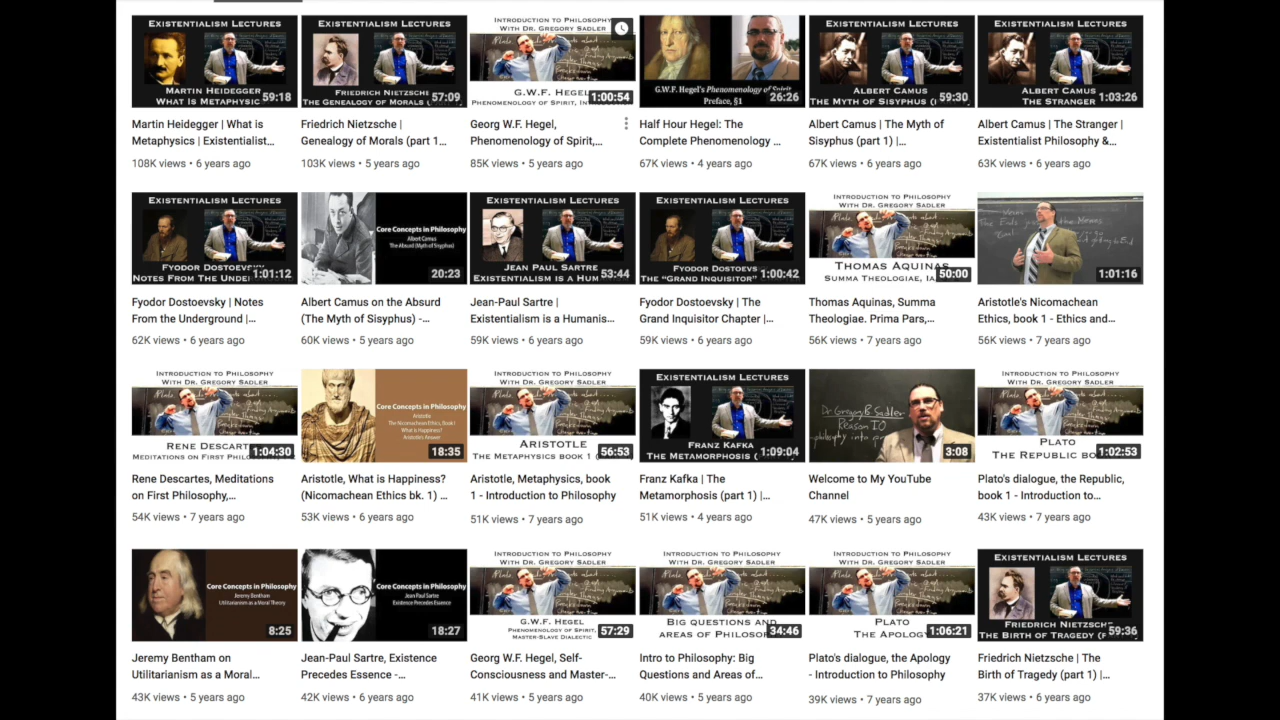 EXISTENTIALISM LECTURES
MARTIN HEIDEGGER
WHAT IS METAPHYSIC
59:18
Martin Heidegger | What is
Metaphysics | Existentialist...
108K views • 6 years ago
EXISTENTIALISM LECTURES
FRIEDRICH NIETZSCHE
THE GENEALOGY OF MORALS (
57:09
Friedrich Nietzsche |
Genealogy of Morals (part 1...
103K views • 5 years ago
INTRODUCTION TO PHILOSOPHY
WITH DR. GREGORY SADLER
G.W.F. HEGEL
PHENOMENOLOGY OF SPIRIT, IN
1:00:54
Georg W.F. Hegel,
Phenomenology of Spirit,...
85K views • 5 years ago
G.W.F. Hegel's Phenomenology of Spirit
Preface, §1
26:26
Half Hour Hegel: The
Complete Phenomenology ...
67K views • 4 years ago
EXISTENTIALISM LECTURES
ALBERT CAMUS
THE MYTH OF SISYPHUS (
59:30
Albert Camus | The Myth of
Sisyphus (part 1) |...
67K views • 6 years ago
EXISTENTIALISM LECTURES
ALBERT CAMUS
THE STRANGER
1:03:26
Albert Camus | The Stranger |
Existentialist Philosophy &...
63K views • 6 years ago
EXISTENTIALISM LECTURES
FYODOR DOSTOEVSKY
NOTES FROM THE UNDE
1:01:12
Fyodor Dostoevsky | Notes
From the Underground |...
62K views • 6 years ago
Core Concepts in Philosophy
Albert Camus
The Absurd (Myth of Sisyphus)
20:23
Albert Camus on the Absurd
(The Myth of Sisyphus) -...
60K views • 5 years ago
EXISTENTIALISM LECTURES
JEAN PAUL SARTRE
EXISTENTIALISM IS A HUM
53:44
Jean-Paul Sartre |
Existentialism is a Humanis...
59K views • 6 years ago
EXISTENTIALISM LECTURES
FYODOR DOSTOEVS
THE "GRAND INQUISITOR"
1:00:42
Fyodor Dostoevsky | The
Grand Inquisitor Chapter |...
59K views • 6 years ago
INTRODUCTION TO PHILOSOPHY
WITH DR. GREGORY SADLER
THOMAS AQUINAS
SUMMA THEOLOGIAE, IA
50:00
Thomas Aquinas, Summa
Theologiae. Prima Pars,...
56K views • 7 years ago
1:01:16
Aristotle's Nicomachean
Ethics, book 1 - Ethics and...
56K views • 7 years ago
INTRODUCTION TO PHILOSOPHY
WITH DR. GREGORY SADLER
RENE DESCART
MEDITATIONS ON FIRST PHILO
1:04:30
Rene Descartes, Meditations
on First Philosophy,...
54K views • 7 years ago
Core Concepts in Philosophy
Aristotle
The Nicomachean Ethics, Book I
What is Happiness?
Aristotle's Answer
18:35
Aristotle, What is Happiness?
(Nicomachean Ethics bk. 1) ...
53K views • 6 years ago
INTRODUCTION TO PHILOSOPHY
WITH DR. GREGORY SADLER
ARISTOTLE
THE METAPHYSICS BOOK 1 (
56:53
Aristotle, Metaphysics, book
1 - Introduction to Philosophy
51K views • 7 years ago
EXISTENTIALISM LECTURES
FRANZ KAFKA
THE METAMORPHOSIS (
1:09:04
Franz Kafka | The
Metamorphosis (part 1) |...
51K views • 4 years ago
Dr Gregory B Sadler
Reason IO
philosophy into pr
3:08
Welcome to My YouTube
Channel
47K views • 5 years ago
INTRODUCTION TO PHILOSOPHY
WITH DR. GREGORY SADLER
PLATO
THE REPUBLIC BO
1:02:53
Plato's dialogue, the Republic,
book 1 - Introduction to...
43K views • 7 years ago
Core Concepts in Philosophy
Jeremy Bentham
Utilitarianism as a Moral Theory
8:25
Jeremy Bentham on
Utilitarianism as a Moral...
43K views • 5 years ago
Core Concepts in Philosophy
Jean Paul Sartre
Existence Precedes Essence
18:27
Jean-Paul Sartre, Existence
Precedes Essence -...
42K views • 6 years ago
INTRODUCTION TO PHILOSOPHY
WITH DR. GREGORY SADLER
G.W.F. HEGEL
PHENOMENOLOGY OF SPIRIT,
MASTER-SLAVE DIALECTIC
57:29
Georg W.F. Hegel, Self-
Consciousness and Master-...
41K views • 5 years ago
INTRODUCTION TO PHILOSOPHY
WITH DR. GREGORY SADLER
BIG QUESTIONS AND
AREAS OF PHILOSO
34:46
Intro to Philosophy: Big
Questions and Areas of...
40K views • 5 years ago
INTRODUCTION TO PHILOSOPHY
WITH DR. GREGORY SADLER
PLATO
THE APOLOG
1:06:21
Plato's dialogue, the Apology
- Introduction to Philosophy
39K views • 7 years ago
EXISTENTIALISM LECTURES
FRIEDRICH NIETZSCHE
THE BIRTH OF TRAGEDY (
59:36
Friedrich Nietzsche | The
Birth of Tragedy (part 1) |...
37K views • 6 years ago